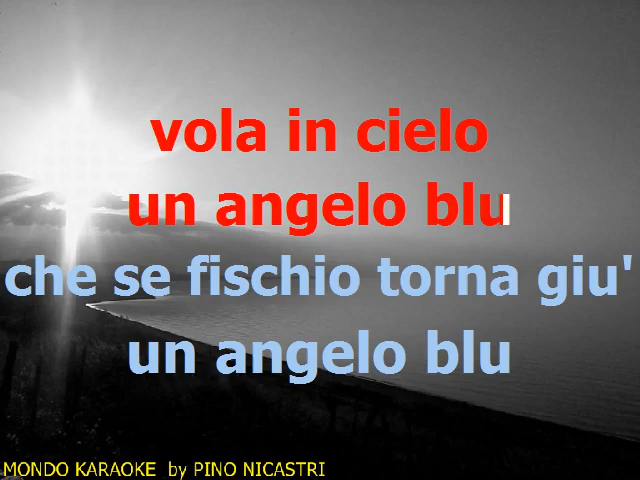 vola in cielo
un angelo blu
che se fischio torna giu'
un angelo blu
MONDO KARAOKE by PINO NICASTRI